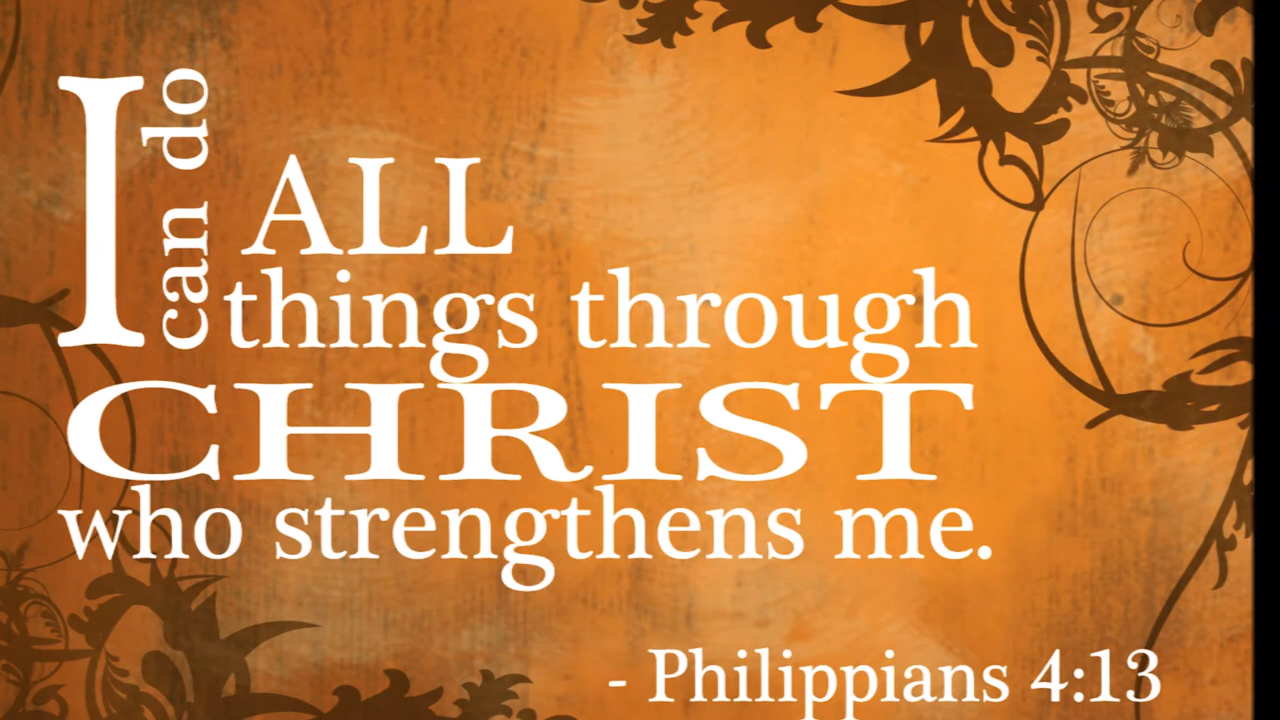 I can do ALL
things through
CHRIST
who strengthens me.
- Philippians 4:13